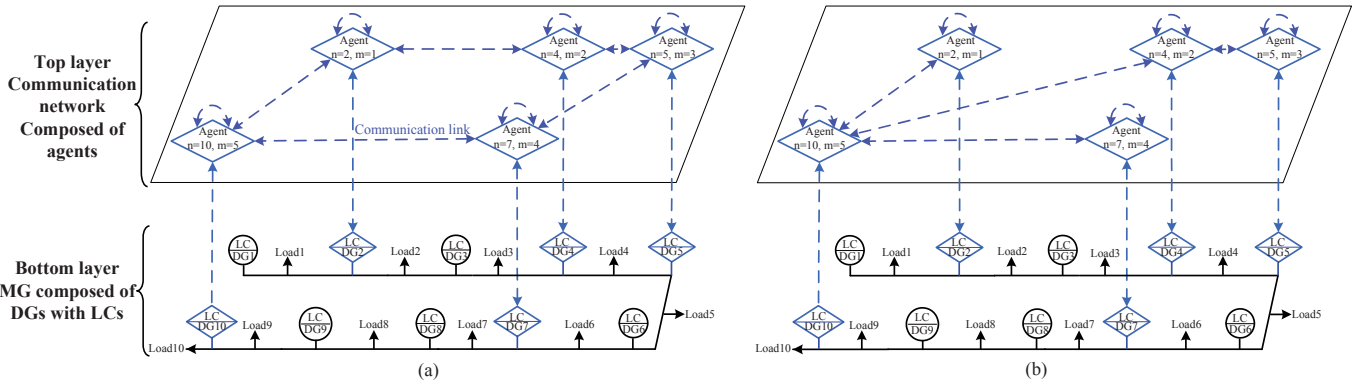 Top layer
Communication
network
Composed of
agents
Agent
n=2, m=1
Agent
n=4, m=2
Agent
n=5, m=3
Agent
n=10, m=5
Communication link
Agent
n=7, m=4
Bottom layer
MG composed of
DGs with LCs
LC
DG1
Load1
LC
DG2
Load2
LC
DG3
Load3
LC
DG4
Load4
LC
DG5
Load5
LC
DG10
Load9
LC
DG9
Load8
LC
DG8
Load7
LC
DG7
Load6
LC
DG6
Load10
(a)
Agent
n=2, m=1
Agent
n=4, m=2
Agent
n=5, m=3
Agent
n=10, m=5
Agent
n=7, m=4
LC
DG1
Load1
LC
DG2
Load2
LC
DG3
Load3
LC
DG4
Load4
LC
DG5
Load5
LC
DG10
Load9
LC
DG9
Load8
LC
DG8
Load7
LC
DG7
Load6
LC
DG6
Load10
(b)